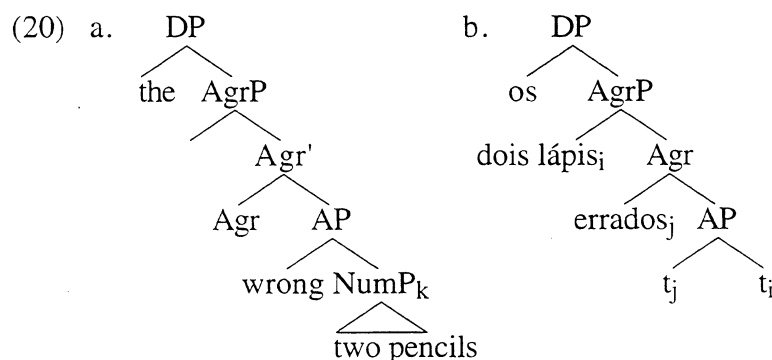 (20) a. DP b. DP
the AgrP os AgrP
Agr' dois lápisi Agr
Agr AP erradosj AP
wrong NumPk tj ti
two pencils